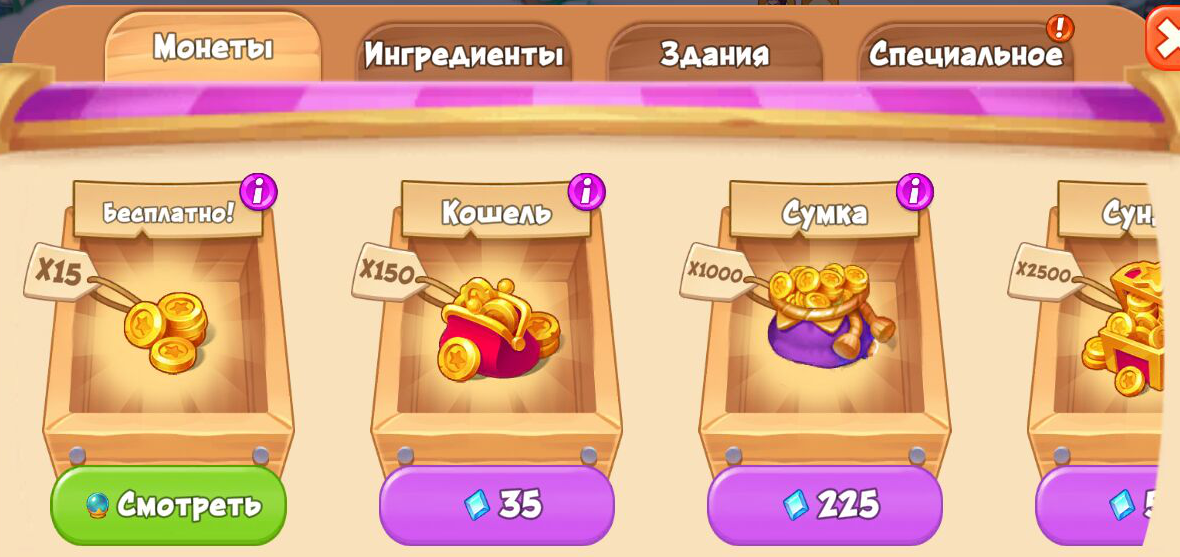 Монеты
Ингредиенты
Здания
Специальное
!
Бесплатно!
i
X15
Смотреть
Кошель
i
X150
35
Сумка
i
X1000
225
X2500